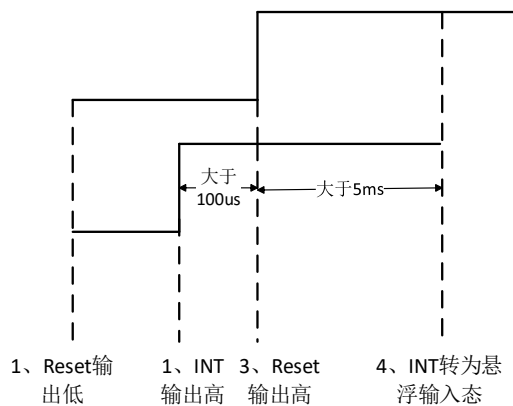 大于
100us
大于5ms
1、Reset输
出低
1、INT
输出高
3、Reset
输出高
4、INT转为悬
浮输入态